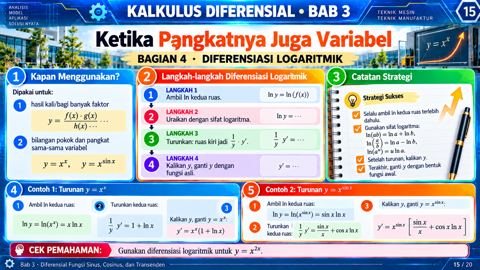 ANALISIS
MODEL
APLIKASI
SOLUSI NYATA
KALKULUS DIFERENSIAL • BAB 3
TEKNIK MESIN
TEKNIK MANUFAKTUR
15
Ketika Pangkatnya Juga Variabel
BAGIAN 4 · DIFERENSIASI LOGARITMIK
y = x^x
1 Kapan Menggunakan?
Dipakai untuk:
1 hasil kali/bagi banyak faktor
y = f(x) · g(x) / h(x) ···
2 bilangan pokok dan pangkat sama-sama variabel
y = x^x, y = x^{sin x}
2 Langkah-langkah Diferensiasi Logaritmik
1 LANGKAH 1
Ambil ln kedua ruas.
ln y = ln (f(x))
2 LANGKAH 2
Uraikan dengan sifat logaritma.
ln y = ···
3 LANGKAH 3
Turunkan: ruas kiri jadi 1/y · y′.
1/y y′ = ···
4 LANGKAH 4
Kalikan y, ganti y dengan fungsi asli.
y′ = ···
3 Catatan Strategi
Strategi Sukses
Selalu ambil ln kedua ruas terlebih dahulu.
Gunakan sifat logaritma:
ln(ab) = ln a + ln b,
ln(a/b) = ln a − ln b,
ln(a^u) = u ln a.
Setelah turunan, kalikan y.
Terakhir, ganti y dengan bentuk fungsi awal.
4 Contoh 1: Turunan y = x^x
1 Ambil ln kedua ruas:
ln y = ln(x^x) = x ln x
2 Turunkan kedua ruas:
1/y y′ = 1 + ln x
Kalikan y, ganti y = x^x:
y′ = x^x(1 + ln x)
5 Contoh 2: Turunan y = x^{sin x}
1 Ambil ln kedua ruas:
ln y = ln(x^{sin x}) = sin x ln x
2 Turunkan kedua ruas:
1/y y′ = sin x / x + cos x ln x
3 Kalikan y, ganti y = x^{sin x}:
y′ = x^{sin x} [sin x / x + cos x ln x]
CEK PEMAHAMAN:
Gunakan diferensiasi logaritmik untuk y = x^{2x}.
Bab 3 · Diferensial Fungsi Sinus, Cosinus, dan Transenden
15 / 20